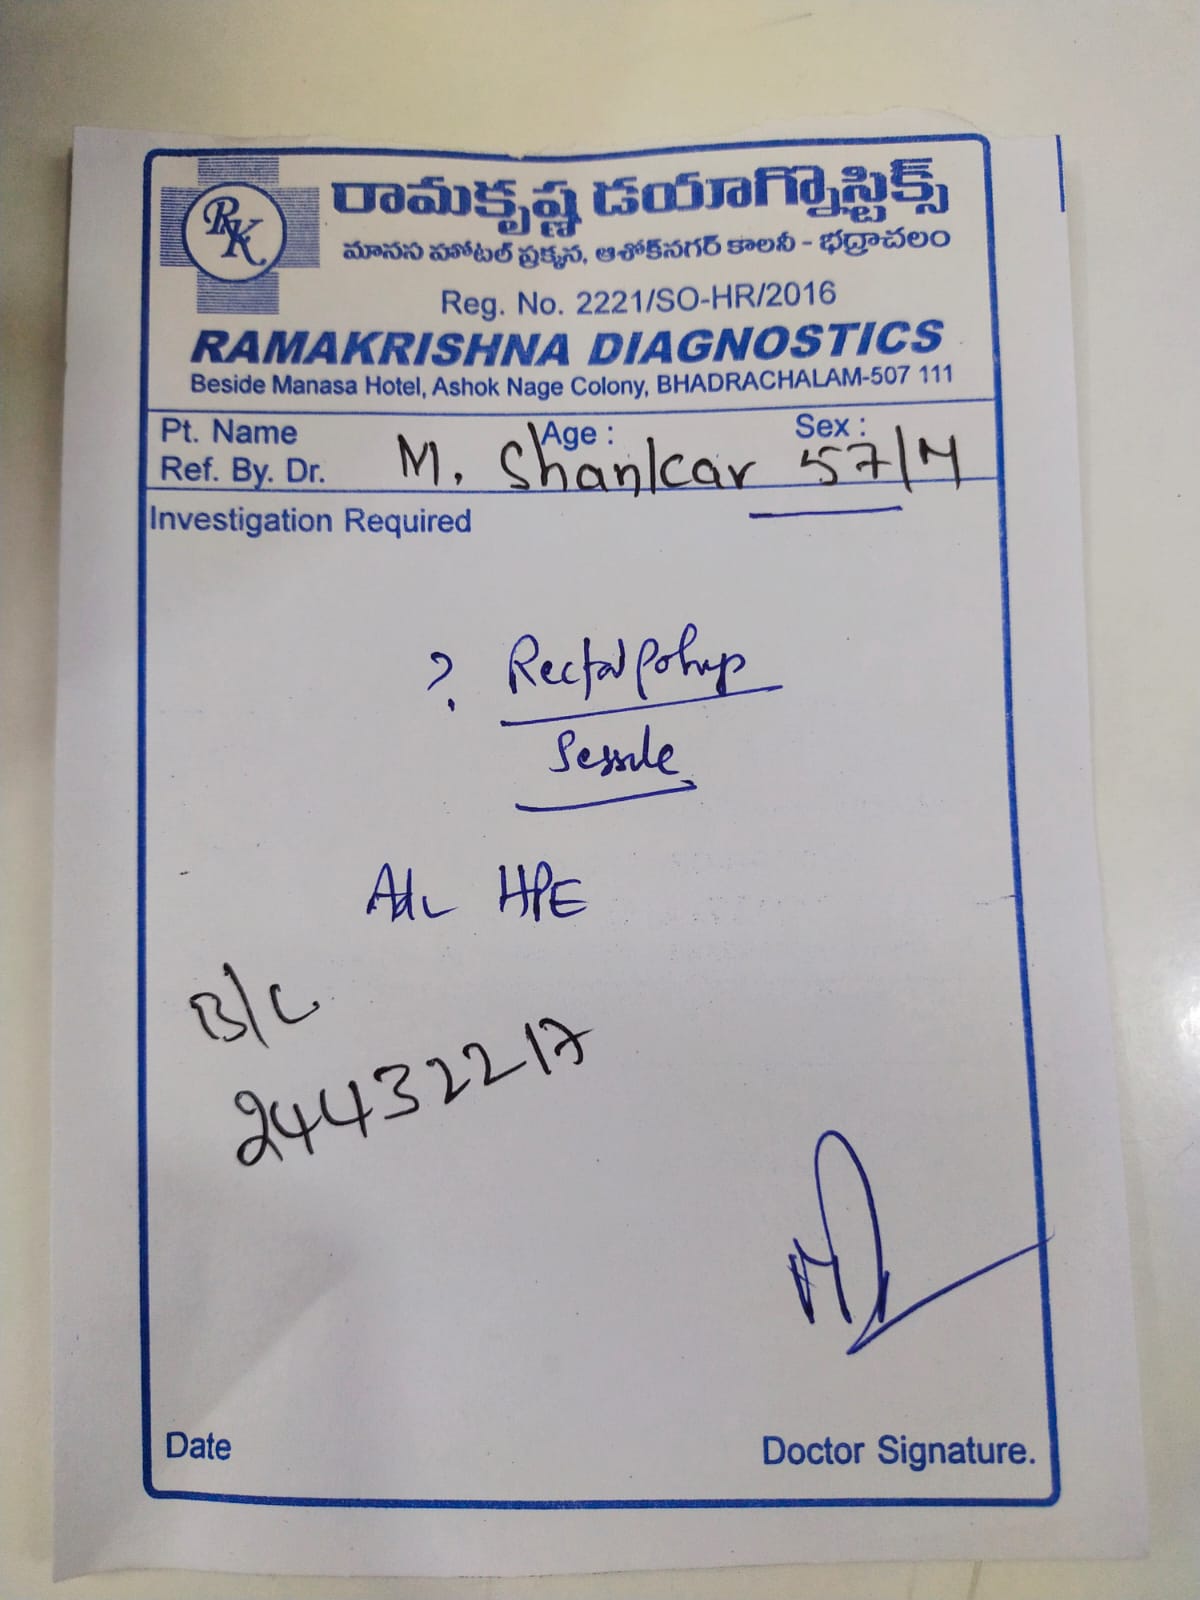 RK
రామకృష్ణ డయాగ్నొస్టిక్స్
మానస హోటల్ ప్రక్కన, ఆశోక్‌నగర్ కాలనీ - భద్రాచలం
Reg. No. 2221/SO-HR/2016
RAMAKRISHNA DIAGNOSTICS
Beside Manasa Hotel, Ashok Nage Colony, BHADRACHALAM-507 111
Pt. Name Age : Sex :
Ref. By. Dr. M. Shankar 57/M
Investigation Required
? Rectal Polyp
Sessile
Adv HPE
B/C
24432217
Date Doctor Signature.